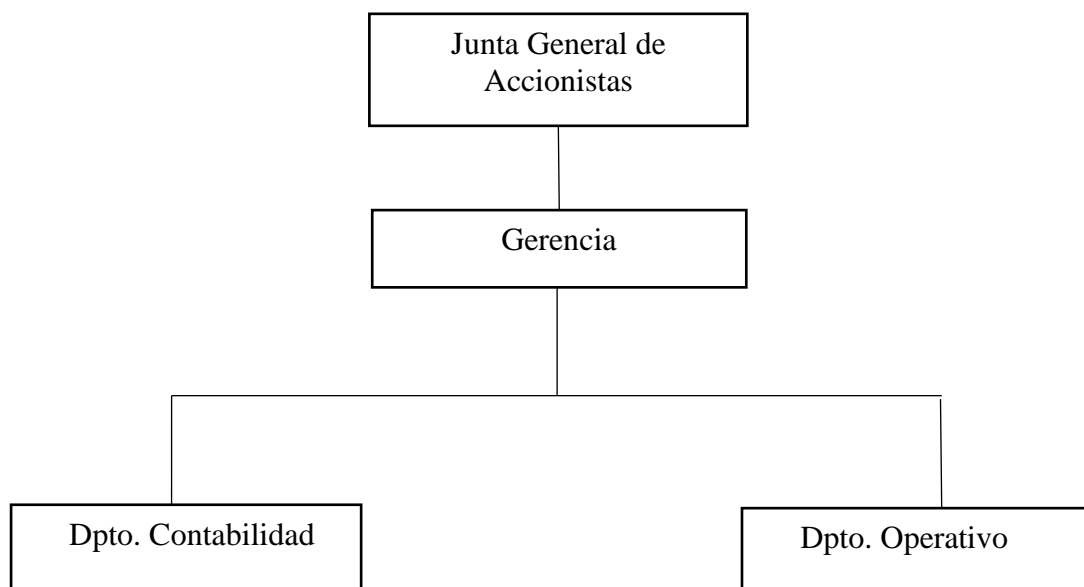 Junta General de
Accionistas
Gerencia
Dpto. Contabilidad
Dpto. Operativo